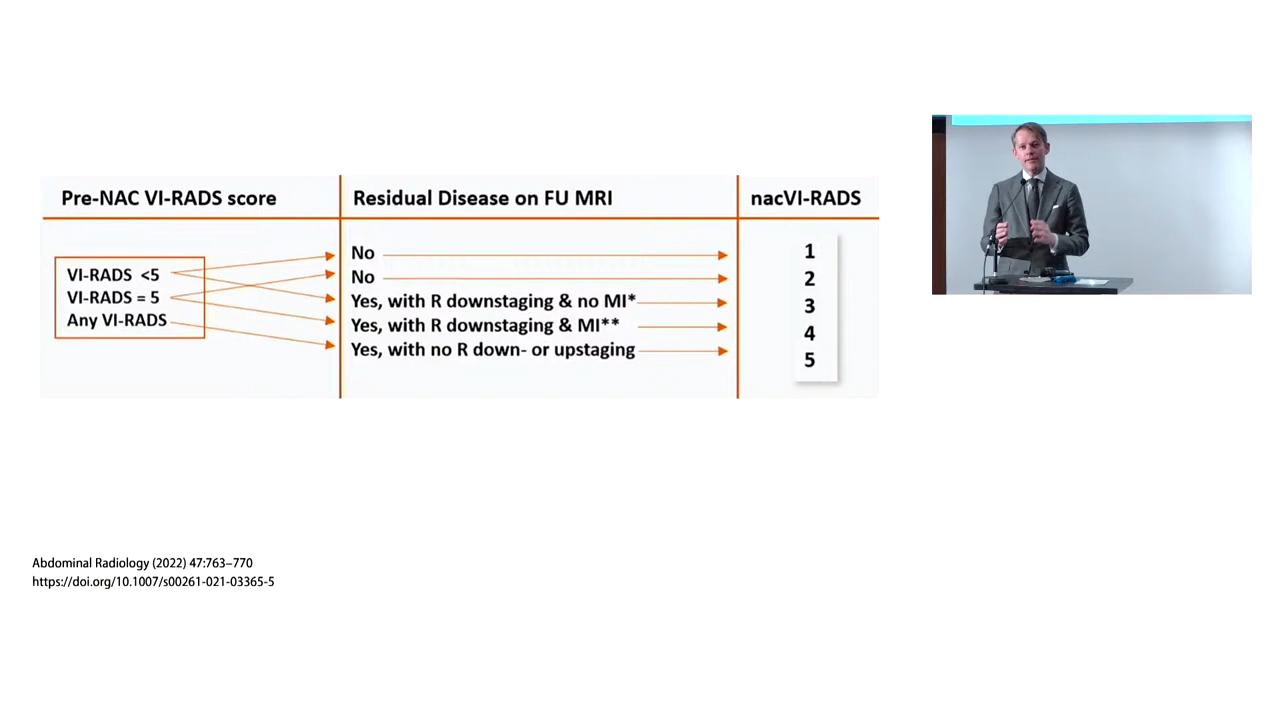 Pre-NAC VI-RADS score
Residual Disease on FU MRI
nacVI-RADS
VI-RADS <5
VI-RADS = 5
Any VI-RADS
No
No
Yes, with R downstaging & no MI*
Yes, with R downstaging & MI**
Yes, with no R down- or upstaging
1
2
3
4
5
Abdominal Radiology (2022) 47:763–770
https://doi.org/10.1007/s00261-021-03365-5